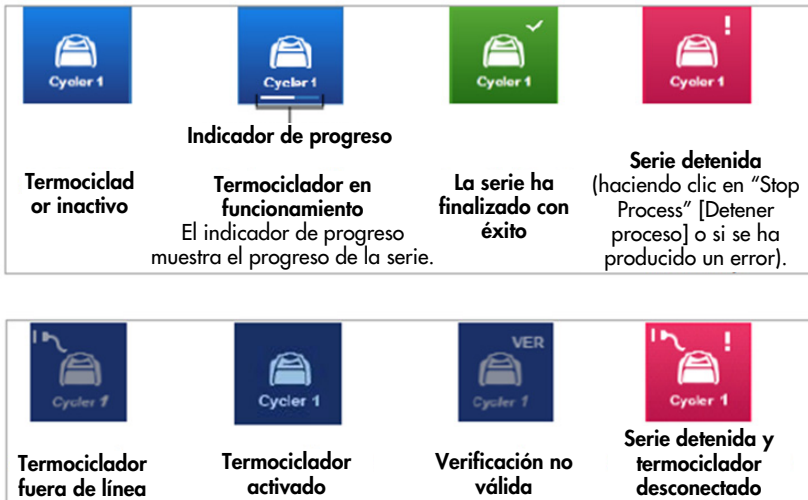 Cycler 1
Cycler 1
Cycler 1
Cycler 1
Indicador de progreso
Termociclad
or inactivo
Termociclador en
funcionamiento
El indicador de progreso
muestra el progreso de la serie.
La serie ha
finalizado con
éxito
Serie detenida
(haciendo clic en “Stop
Process” [Detener
proceso] o si se ha
producido un error).
Cycler 1
Cycler 1
VER
Cycler 1
Cycler 1
Termociclador
fuera de línea
Termociclador
activado
Verificación no
válida
Serie detenida y
termociclador
desconectado